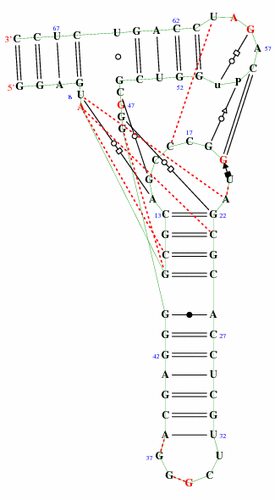 67 62
3' C C U C U G A C C U A G
A 57
C
5' G G A G G C U G G u P
52
8 U A C G 47
G
G
C C C 17 G
G
G U
A A
13 C G 22
G C
C G
G C
G A
G C 27
42 G C
A U
G C
C G
A U 32
37 G U
G G C